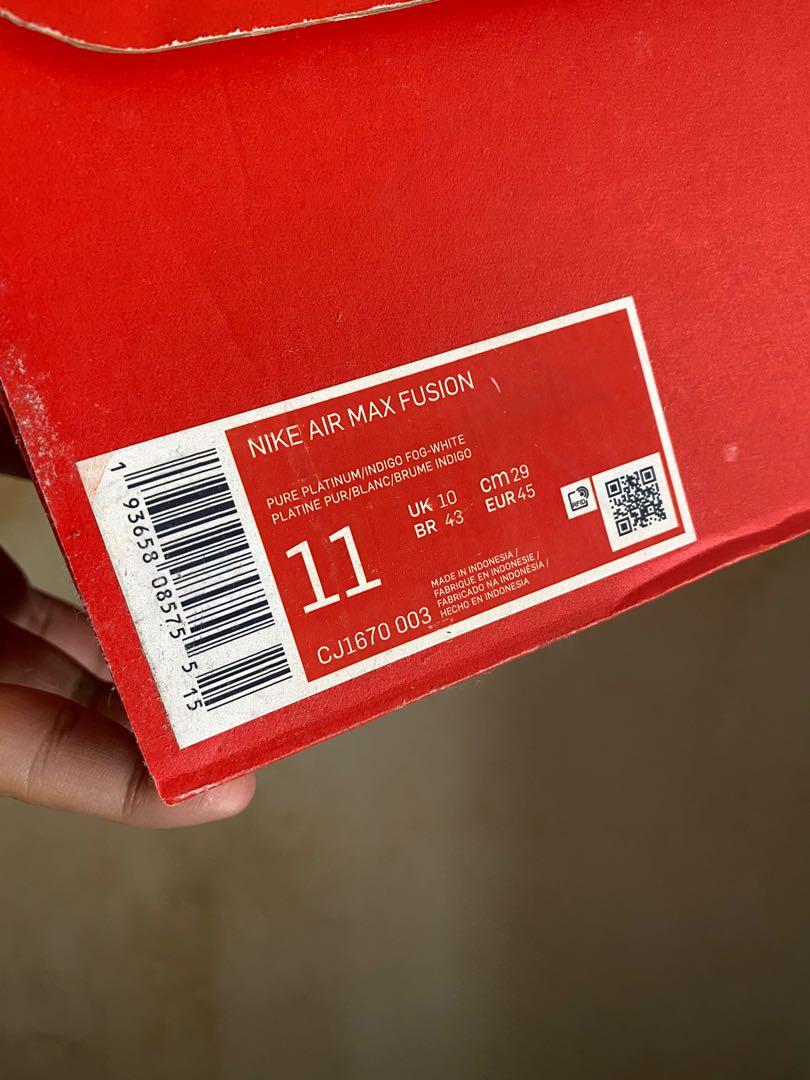 NIKE AIR MAX FUSION
PURE PLATINUM/INDIGO FOG-WHITE
PLATINE PUR/BLANC/BRUME INDIGO
11
UK 10
BR 43
cm 29
EUR 45
RFID
CJ1670 003
MADE IN INDONESIA /
FABRIQUE EN INDONESIE /
FABRICADO NA INDONÉSIA /
HECHO EN INDONESIA
1 93658 08575 5 15